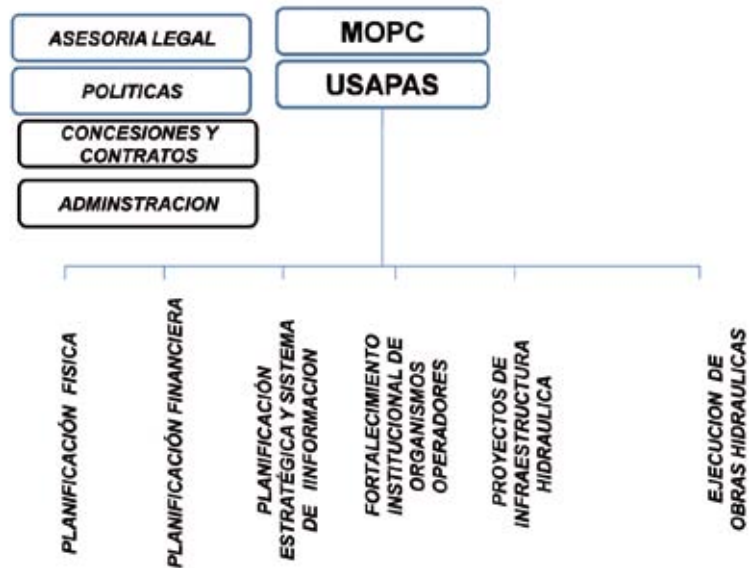 ASESORIA LEGAL
MOPC
POLITICAS
USAPAS
CONCESIONES Y
CONTRATOS
ADMINSTRACION
PLANIFICACIÓN FISICA
PLANIFICACIÓN FINANCIERA
PLANIFICACIÓN
ESTRATÉGICA Y SISTEMA
DE IINFORMACION
FORTALECIMIENTO
INSTITUCIONAL DE
ORGANISMOS
OPERADORES
PROYECTOS DE
INFRAESTRUCTURA
HIDRAULICA
EJECUCION DE
OBRAS HIDRAULICAS